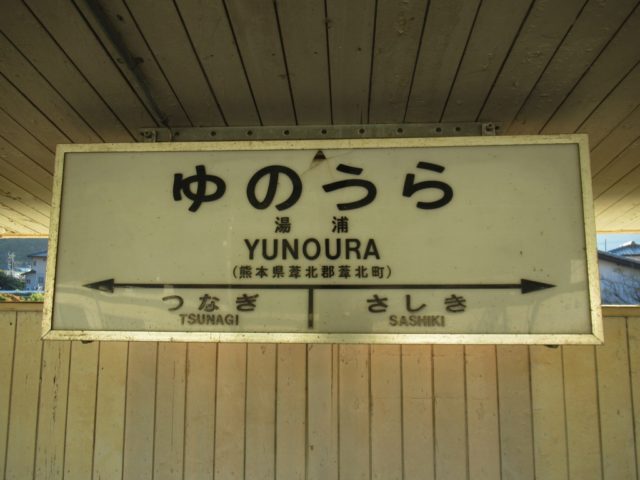 ゆのうら
湯浦
YUNOURA
(熊本県葦北郡葦北町)
つなぎ さしき
TSUNAGI SASHIKI